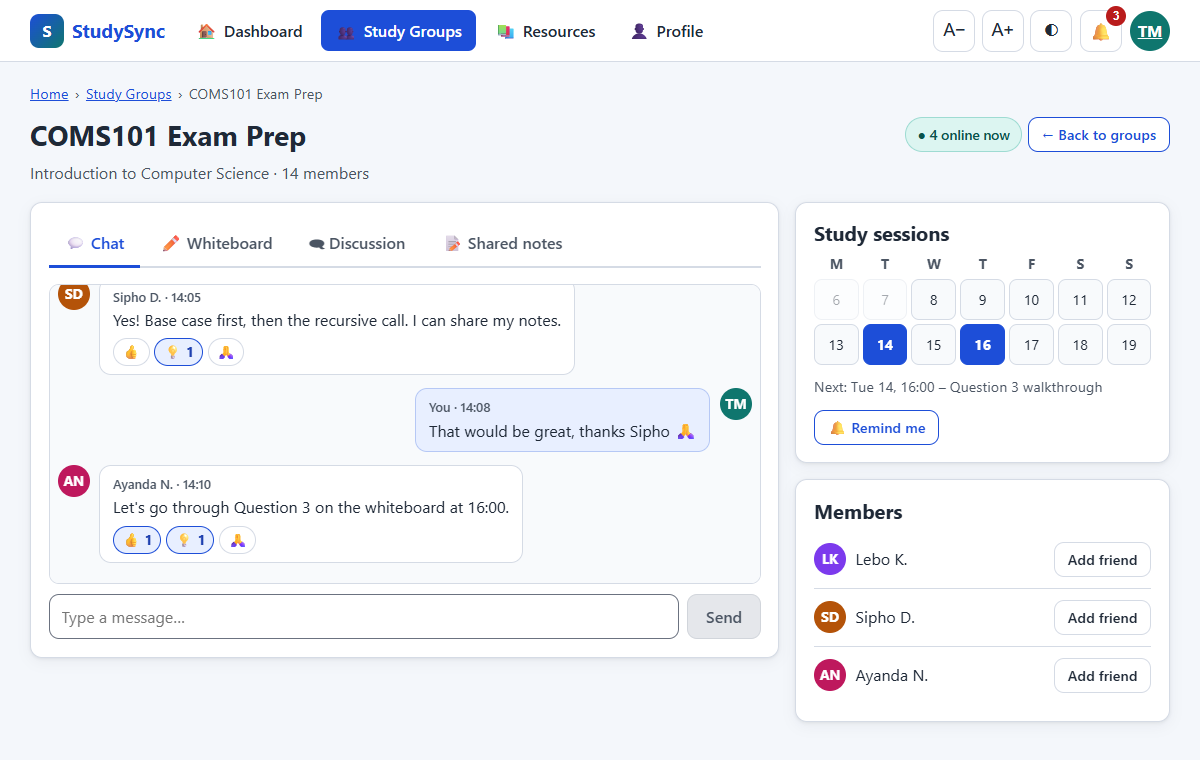 S StudySync Dashboard Study Groups Resources Profile A− A+ 3 TM
Home › Study Groups › COMS101 Exam Prep
COMS101 Exam Prep
● 4 online now ← Back to groups
Introduction to Computer Science · 14 members
Chat Whiteboard Discussion Shared notes
SD
Sipho D. · 14:05
Yes! Base case first, then the recursive call. I can share my notes.
1
You · 14:08
TM
That would be great, thanks Sipho 🙏
AN
Ayanda N. · 14:10
Let's go through Question 3 on the whiteboard at 16:00.
1 1
Type a message...
Send
Study sessions
M T W T F S S
6 7 8 9 10 11 12
13 14 15 16 17 18 19
Next: Tue 14, 16:00 – Question 3 walkthrough
Remind me
Members
LK Lebo K. Add friend
SD Sipho D. Add friend
AN Ayanda N. Add friend